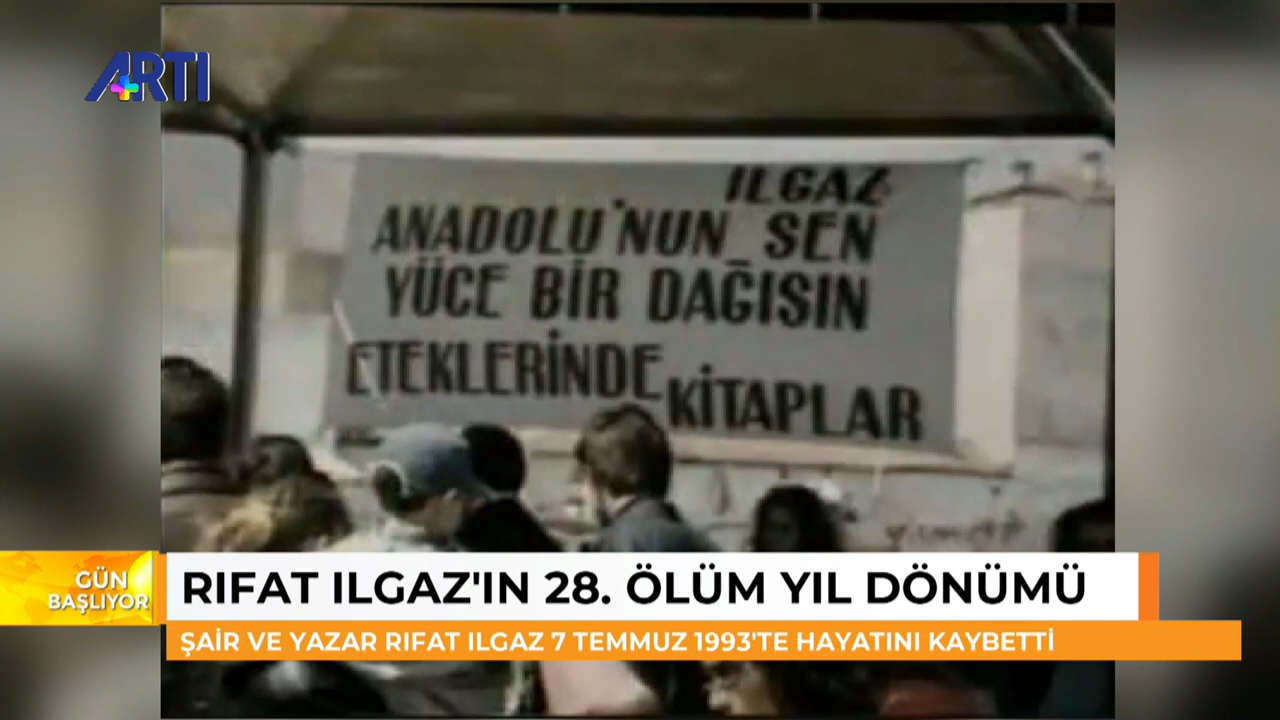 ARTI
ILGAZ
ANADOLU'NUN SEN
YÜCE BİR DAĞISIN
ETEKLERİNDE KİTAPLAR
GÜN
BAŞLIYOR
RIFAT ILGAZ'IN 28. ÖLÜM YIL DÖNÜMÜ
ŞAİR VE YAZAR RIFAT ILGAZ 7 TEMMUZ 1993'TE HAYATINI KAYBETTİ